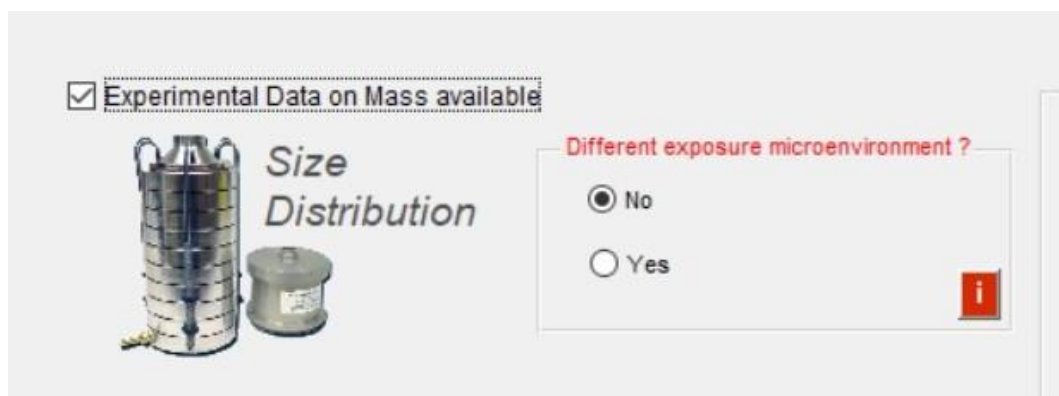 Experimental Data on Mass available
Size
Distribution
Different exposure microenvironment ?
No
Yes
i